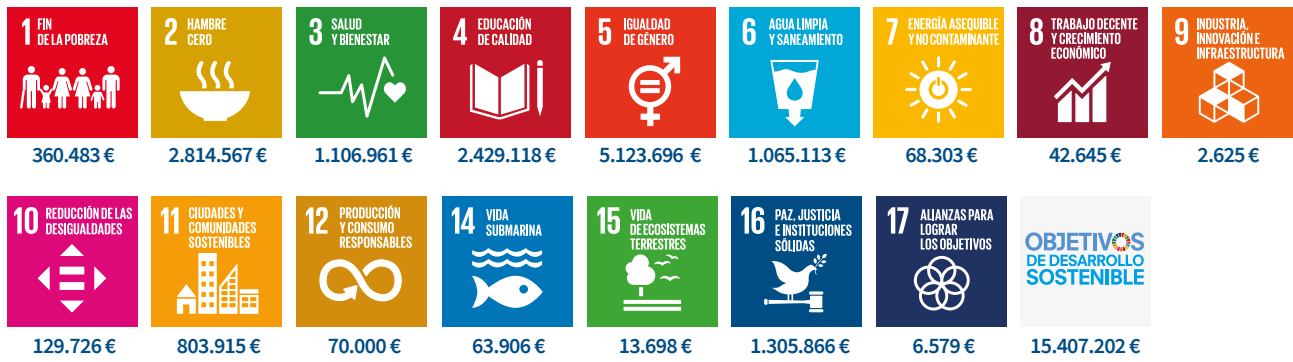 1 FIN
DE LA POBREZA
360.483 €
2 HAMBRE
CERO
2.814.567 €
3 SALUD
Y BIENESTAR
1.106.961 €
4 EDUCACIÓN
DE CALIDAD
2.429.118 €
5 IGUALDAD
DE GÉNERO
5.123.696 €
6 AGUA LIMPIA
Y SANEAMIENTO
1.065.113 €
7 ENERGÍA ASEQUIBLE
Y NO CONTAMINANTE
68.303 €
8 TRABAJO DECENTE
Y CRECIMIENTO
ECONÓMICO
42.645 €
9 INDUSTRIA,
INNOVACIÓN E
INFRAESTRUCTURA
2.625 €
10 REDUCCIÓN DE LAS
DESIGUALDADES
129.726 €
11 CIUDADES Y
COMUNIDADES
SOSTENIBLES
803.915 €
12 PRODUCCIÓN
Y CONSUMO
RESPONSABLES
70.000 €
14 VIDA
SUBMARINA
63.906 €
15 VIDA
DE ECOSISTEMAS
TERRESTRES
13.698 €
16 PAZ, JUSTICIA
E INSTITUCIONES
SÓLIDAS
1.305.866 €
17 ALIANZAS PARA
LOGRAR
LOS OBJETIVOS
6.579 €
OBJETIVOS
DE DESARROLLO
SOSTENIBLE
15.407.202 €